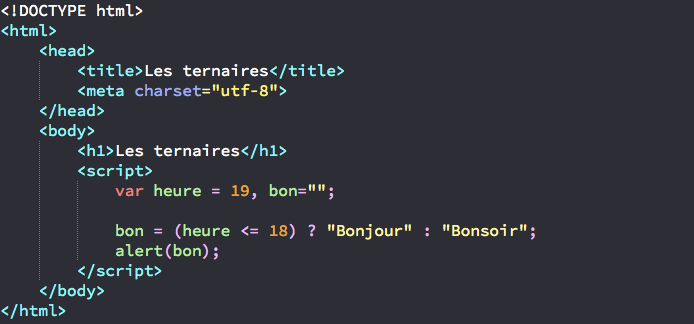 <!DOCTYPE html>
<html>
    <head>
        <title>Les ternaires</title>
        <meta charset="utf-8">
    </head>
    <body>
        <h1>Les ternaires</h1>
        <script>
            var heure = 19, bon="";

            bon = (heure <= 18) ? "Bonjour" : "Bonsoir";
            alert(bon);
        </script>
    </body>
</html>